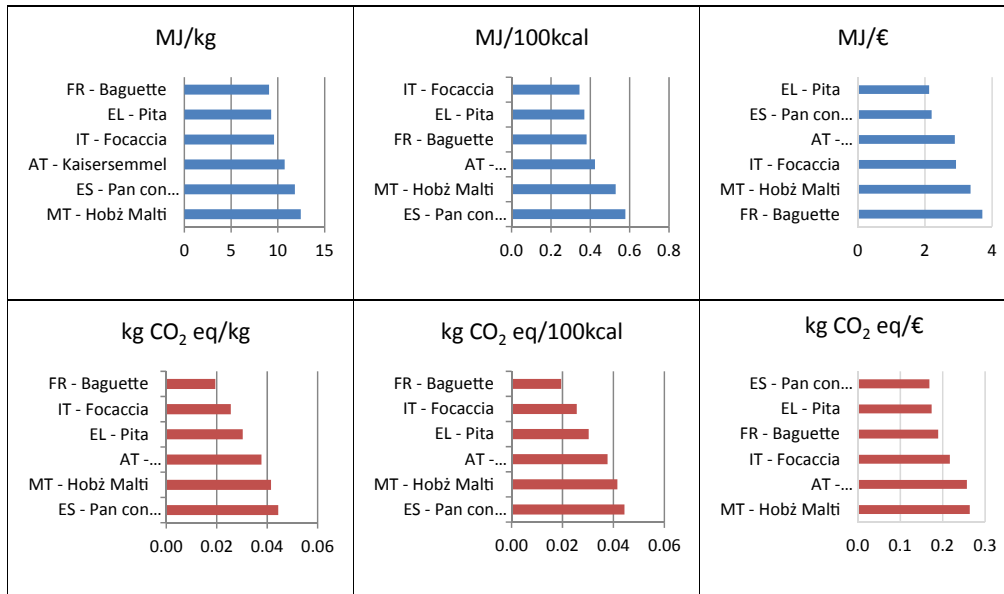 MJ/kg
FR - Baguette
EL - Pita
IT - Focaccia
AT - Kaisersemmel
ES - Pan con...
MT - Hobż Malti
0 5 10 15
MJ/100kcal
IT - Focaccia
EL - Pita
FR - Baguette
AT -...
MT - Hobż Malti
ES - Pan con...
0.0 0.2 0.4 0.6 0.8
MJ/€
EL - Pita
ES - Pan con...
AT -...
IT - Focaccia
MT - Hobż Malti
FR - Baguette
0 2 4
kg CO₂ eq/kg
FR - Baguette
IT - Focaccia
EL - Pita
AT -...
MT - Hobż Malti
ES - Pan con...
0.00 0.02 0.04 0.06
kg CO₂ eq/100kcal
FR - Baguette
IT - Focaccia
EL - Pita
AT -...
MT - Hobż Malti
ES - Pan con...
0.00 0.02 0.04 0.06
kg CO₂ eq/€
ES - Pan con...
EL - Pita
FR - Baguette
IT - Focaccia
AT -...
MT - Hobż Malti
0.0 0.1 0.2 0.3